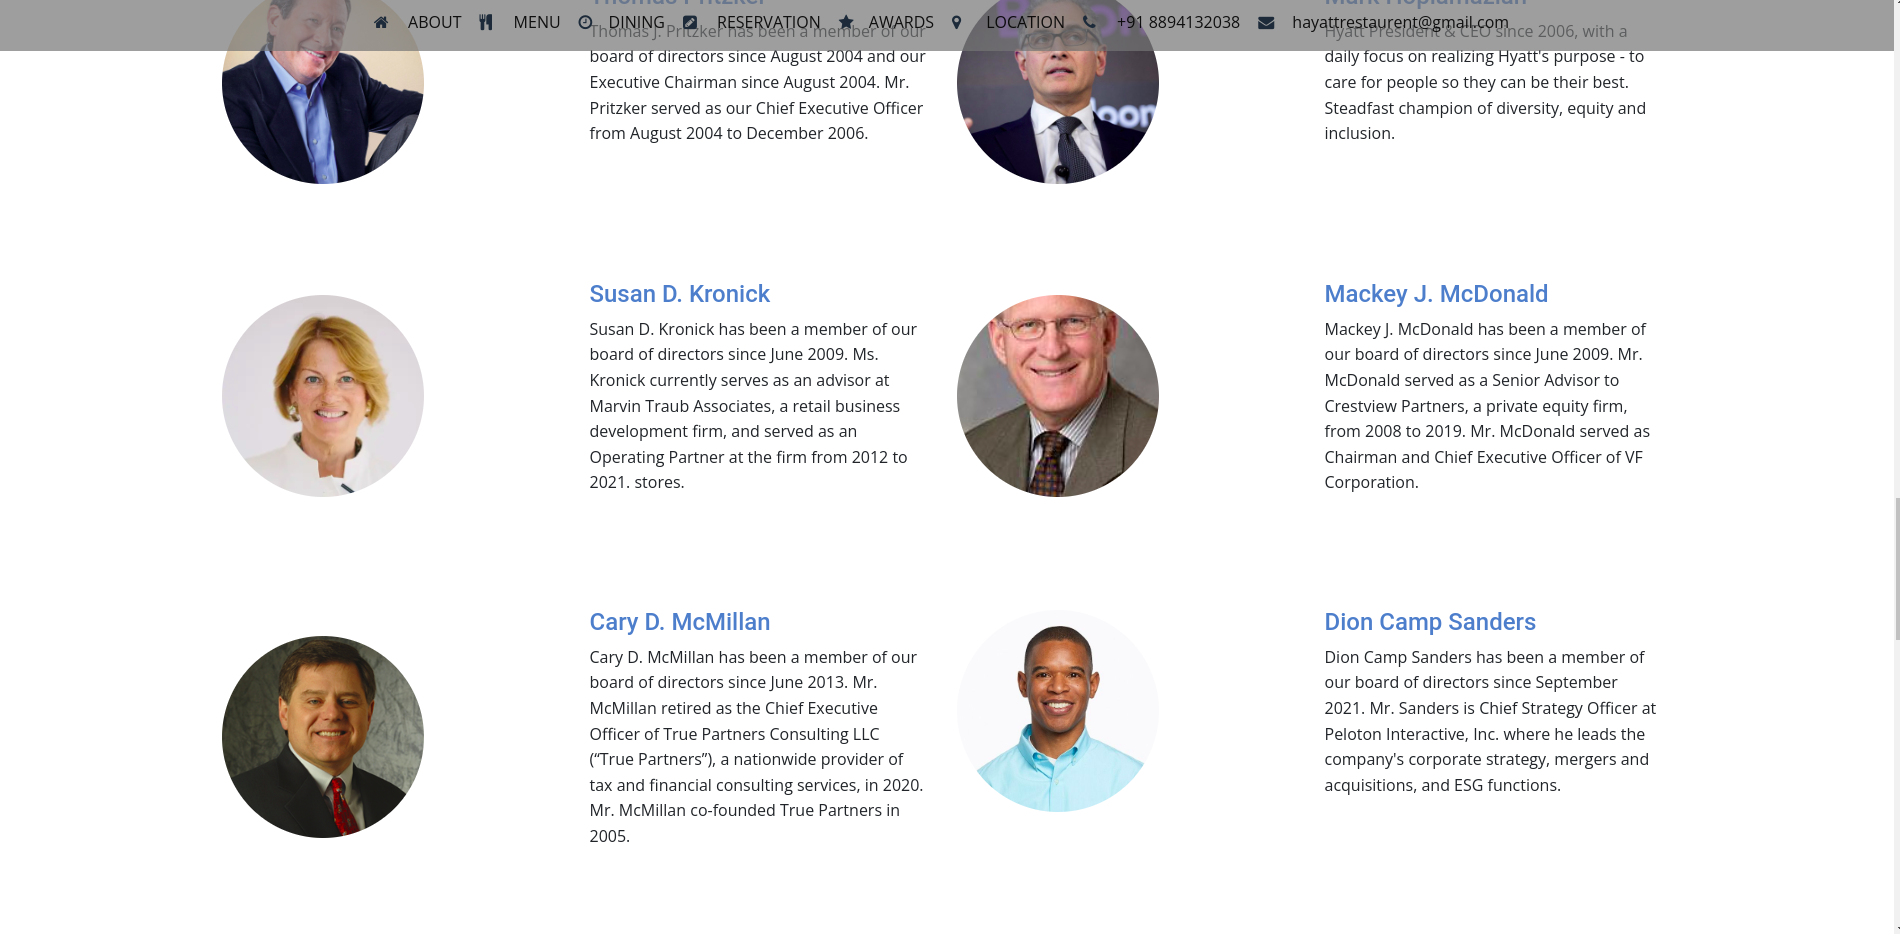 ABOUT MENU DINING RESERVATION AWARDS LOCATION +91 8894132038 hayattrestaurent@gmail.com
Thomas Pritzker
Thomas J. Pritzker has been a member of our
board of directors since August 2004 and our
Executive Chairman since August 2004. Mr.
Pritzker served as our Chief Executive Officer
from August 2004 to December 2006.
Mark Hoplamazian
Hyatt President & CEO since 2006, with a
daily focus on realizing Hyatt's purpose - to
care for people so they can be their best.
Steadfast champion of diversity, equity and
inclusion.
Susan D. Kronick
Susan D. Kronick has been a member of our
board of directors since June 2009. Ms.
Kronick currently serves as an advisor at
Marvin Traub Associates, a retail business
development firm, and served as an
Operating Partner at the firm from 2012 to
2021. stores.
Mackey J. McDonald
Mackey J. McDonald has been a member of
our board of directors since June 2009. Mr.
McDonald served as a Senior Advisor to
Crestview Partners, a private equity firm,
from 2008 to 2019. Mr. McDonald served as
Chairman and Chief Executive Officer of VF
Corporation.
Cary D. McMillan
Cary D. McMillan has been a member of our
board of directors since June 2013. Mr.
McMillan retired as the Chief Executive
Officer of True Partners Consulting LLC
(“True Partners”), a nationwide provider of
tax and financial consulting services, in 2020.
Mr. McMillan co-founded True Partners in
2005.
Dion Camp Sanders
Dion Camp Sanders has been a member of
our board of directors since September
2021. Mr. Sanders is Chief Strategy Officer at
Peloton Interactive, Inc. where he leads the
company's corporate strategy, mergers and
acquisitions, and ESG functions.